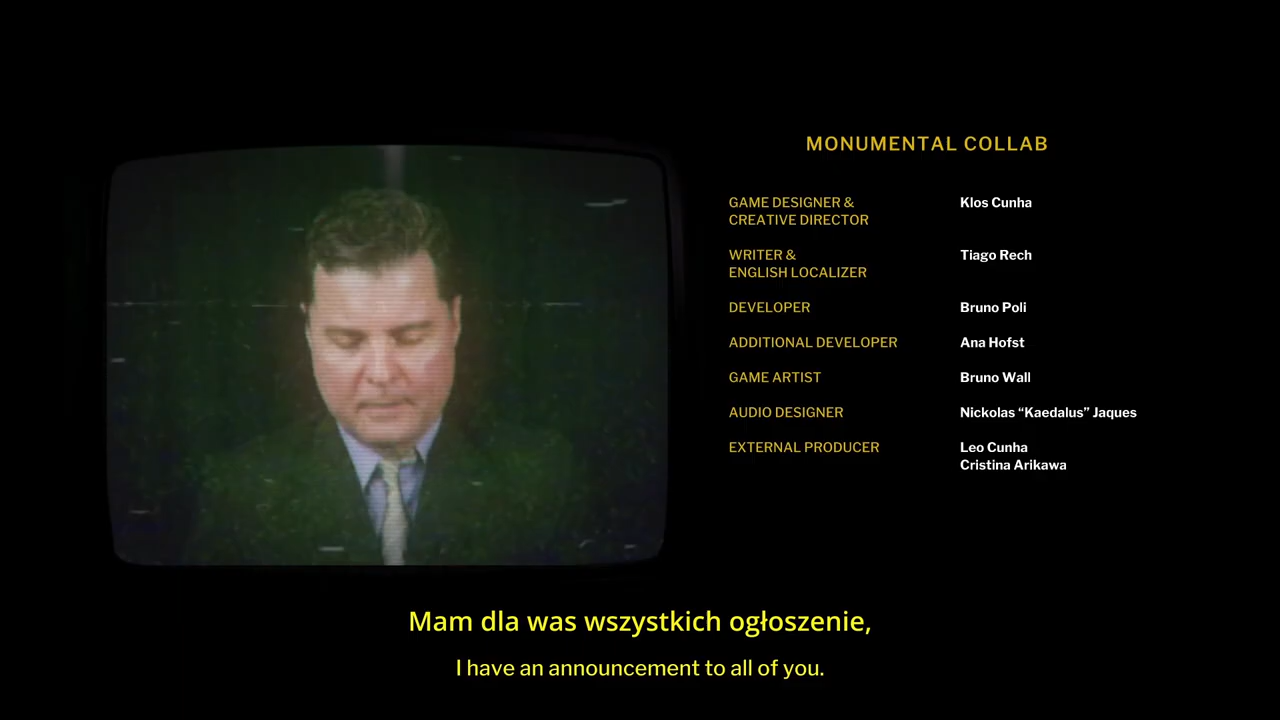 MONUMENTAL COLLAB
GAME DESIGNER &
CREATIVE DIRECTOR
Klos Cunha
WRITER &
ENGLISH LOCALIZER
Tiago Rech
DEVELOPER
Bruno Poli
ADDITIONAL DEVELOPER
Ana Hofst
GAME ARTIST
Bruno Wall
AUDIO DESIGNER
Nickolas “Kaedalus” Jaques
EXTERNAL PRODUCER
Leo Cunha
Cristina Arikawa
Mam dla was wszystkich ogłoszenie,
I have an announcement to all of you.